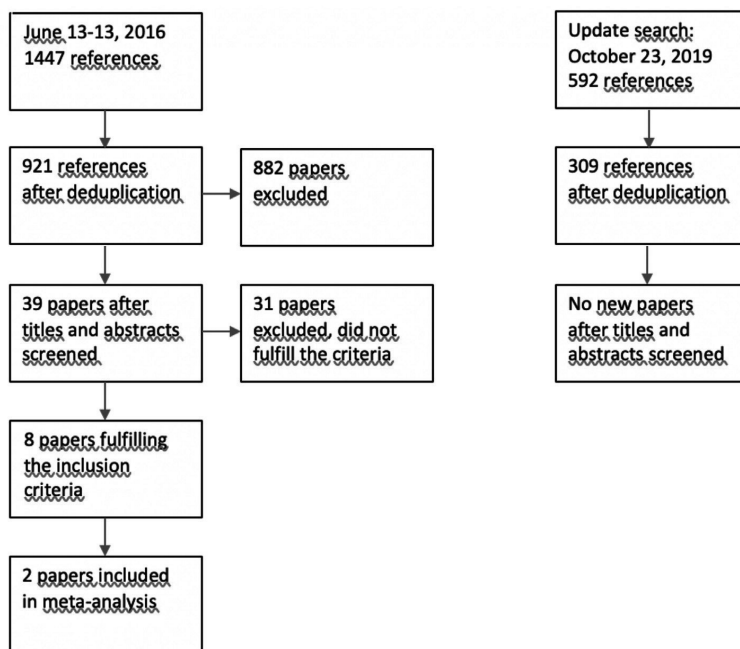 June 13-13, 2016
1447 references
921 references
after deduplication
882 papers
excluded
39 papers after
titles and abstracts
screened
31 papers
excluded, did not
fulfill the criteria
8 papers fulfilling
the inclusion
criteria
2 papers included
in meta-analysis
Update search:
October 23, 2019
592 references
309 references
after deduplication
No new papers
after titles and
abstracts screened